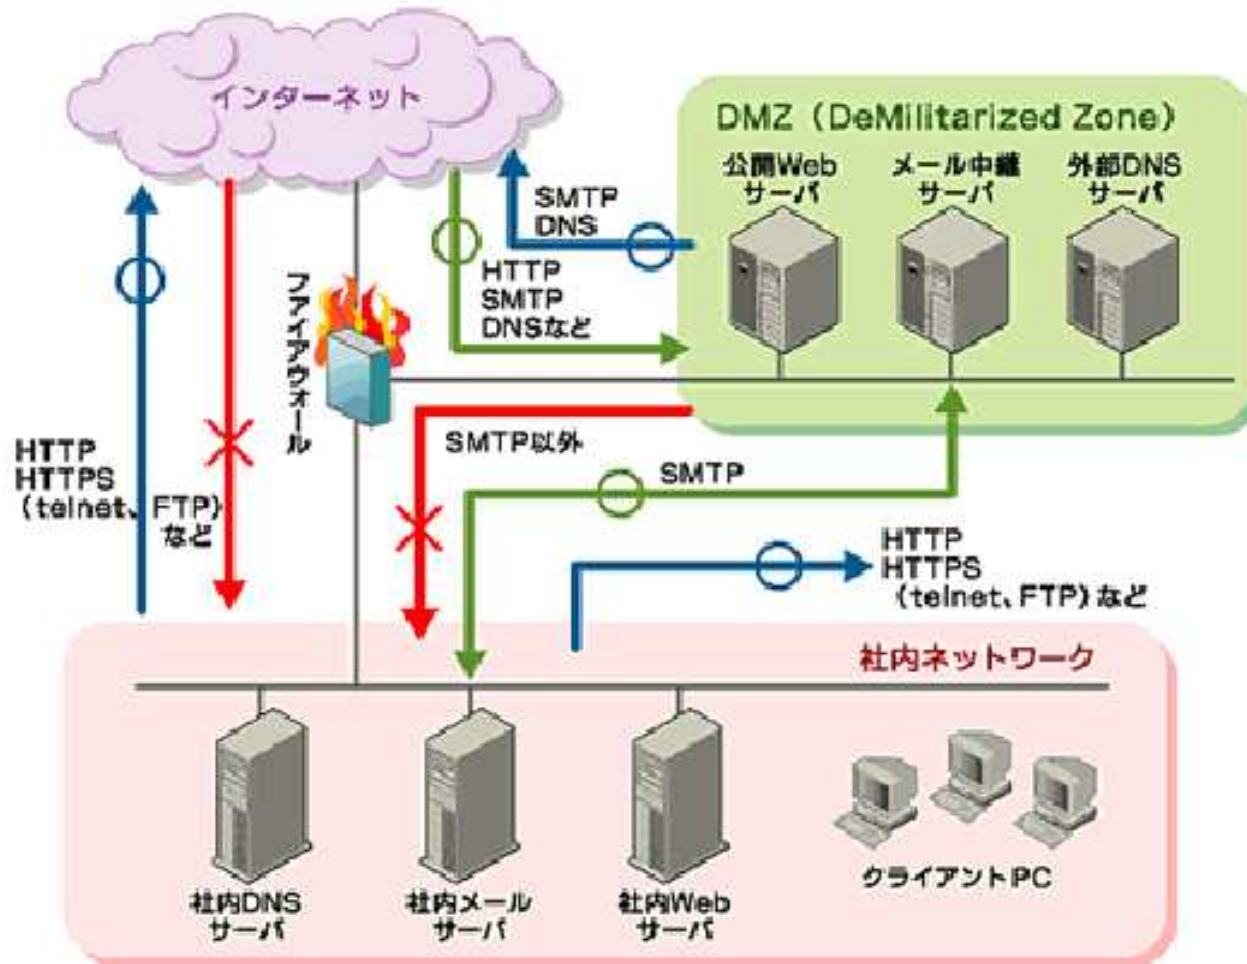 インターネット
DMZ（DeMilitarized Zone）
公開Web
サーバ
メール中継
サーバ
外部DNS
サーバ
SMTP
DNS
HTTP
SMTP
DNSなど
ファイアウォール
HTTP
HTTPS
（telnet、FTP）
など
SMTP以外
SMTP
HTTP
HTTPS
（telnet、FTP）など
社内ネットワーク
社内DNS
サーバ
社内メール
サーバ
社内Web
サーバ
クライアントPC